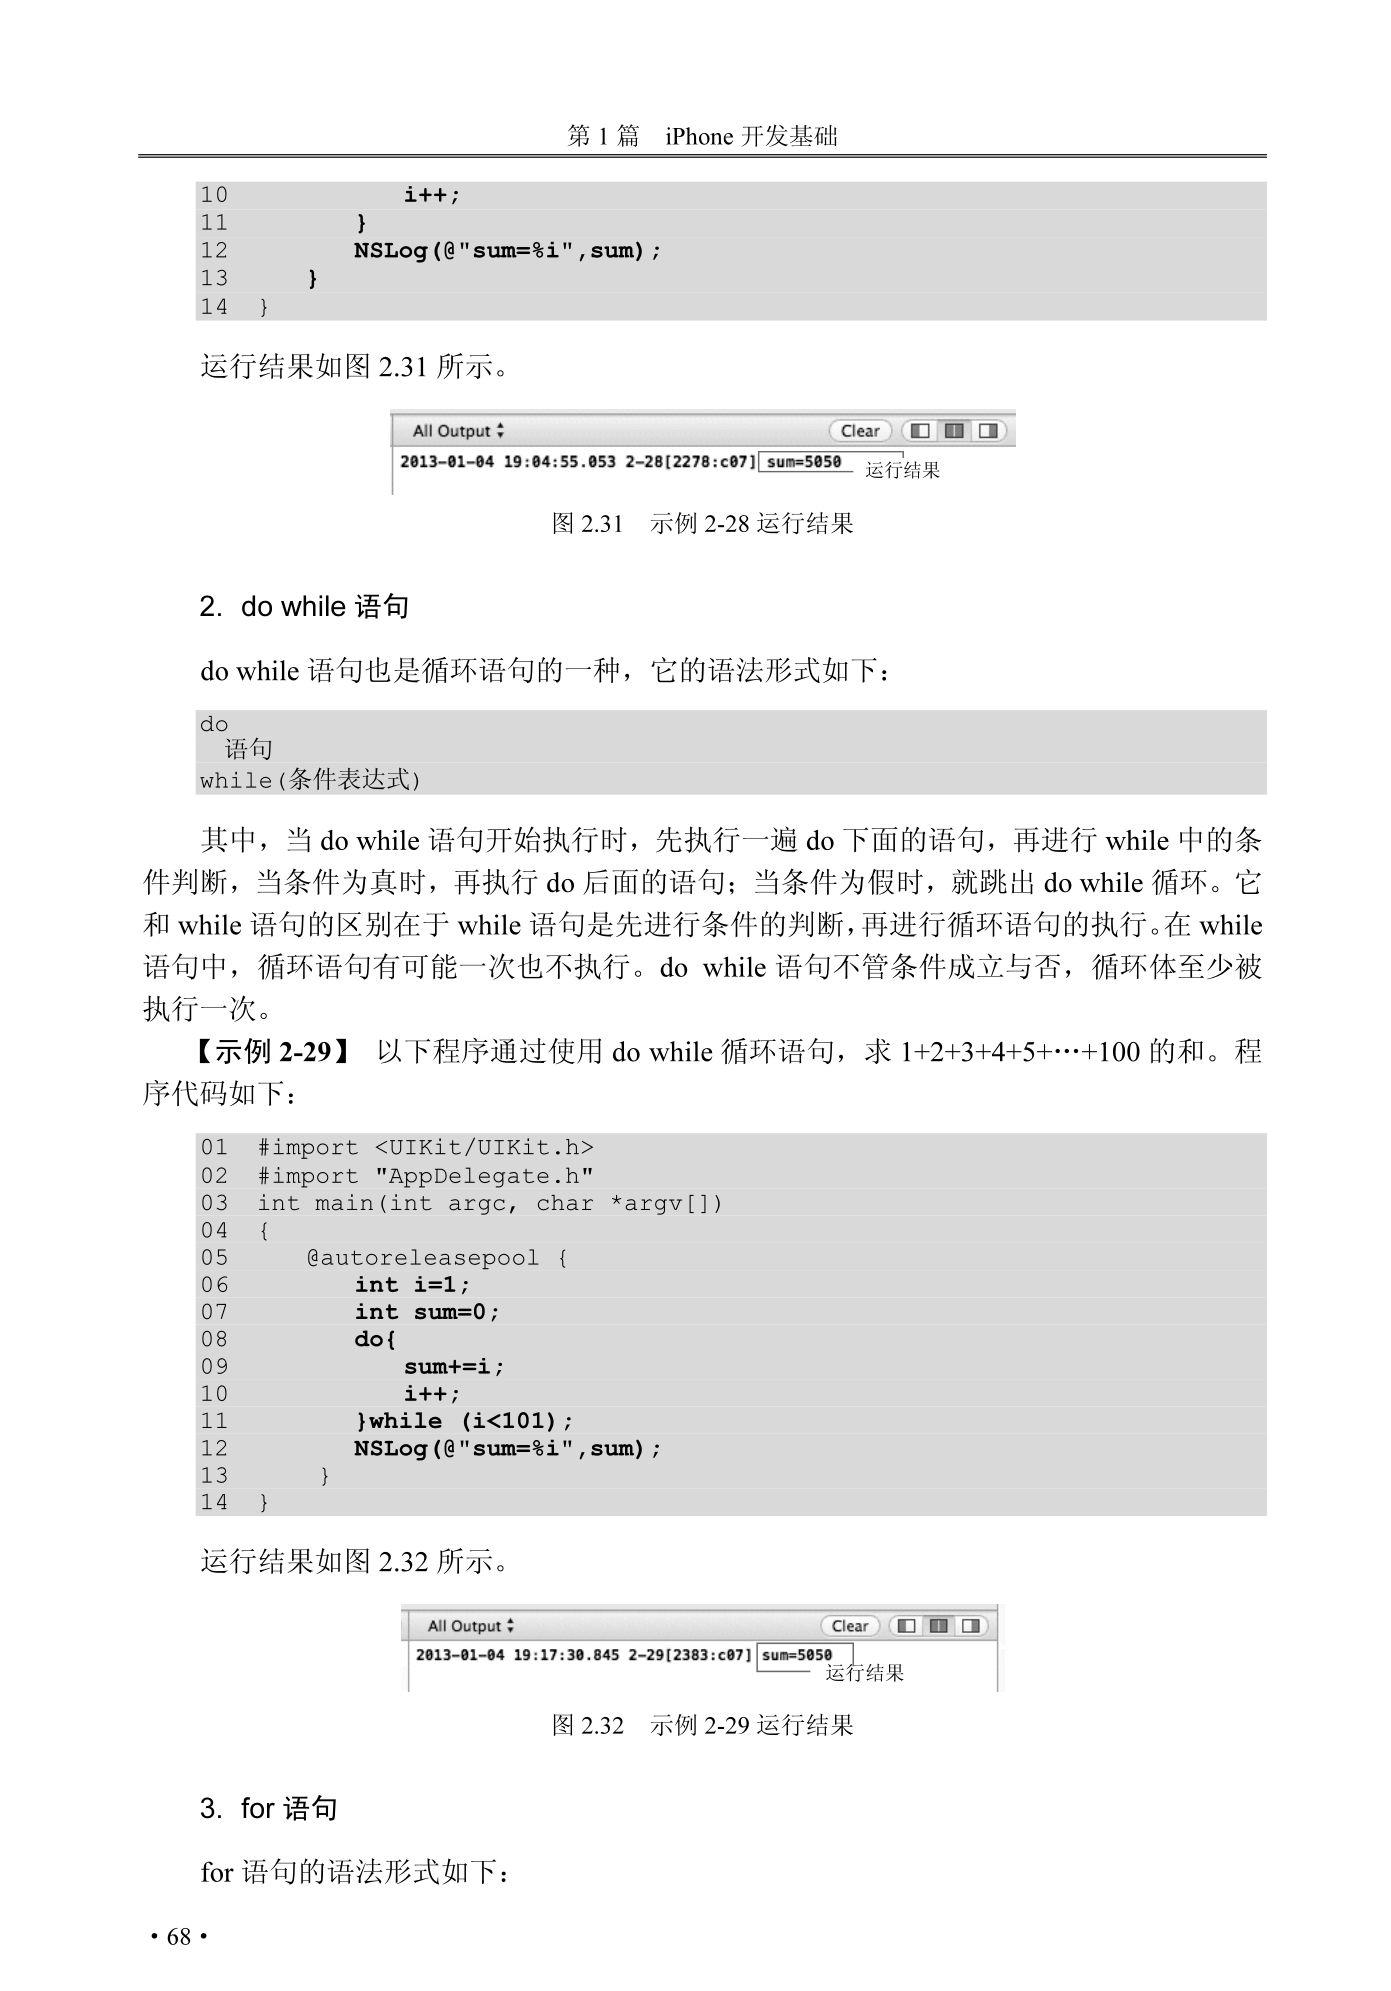 第 1 篇 iPhone 开发基础
10 i++;
11 }
12 NSLog(@"sum=%i",sum);
13 }
14 }
运行结果如图 2.31 所示。
All Output Clear
2013-01-04 19:04:55.053 2-28[2278:c07] sum=5050 运行结果
图 2.31 示例 2-28 运行结果
2. do while 语句
do while 语句也是循环语句的一种，它的语法形式如下：
do
语句
while(条件表达式)
其中，当 do while 语句开始执行时，先执行一遍 do 下面的语句，再进行 while 中的条
件判断，当条件为真时，再执行 do 后面的语句；当条件为假时，就跳出 do while 循环。它
和 while 语句的区别在于 while 语句是先进行条件的判断，再进行循环语句的执行。在 while
语句中，循环语句有可能一次也不执行。do while 语句不管条件成立与否，循环体至少被
执行一次。
【示例 2-29】 以下程序通过使用 do while 循环语句，求 1+2+3+4+5+…+100 的和。程
序代码如下：
01 #import <UIKit/UIKit.h>
02 #import "AppDelegate.h"
03 int main(int argc, char *argv[])
04 {
05 @autoreleasepool {
06 int i=1;
07 int sum=0;
08 do{
09 sum+=i;
10 i++;
11 }while (i<101);
12 NSLog(@"sum=%i",sum);
13 }
14 }
运行结果如图 2.32 所示。
All Output Clear
2013-01-04 19:17:30.845 2-29[2383:c07] sum=5050
运行结果
图 2.32 示例 2-29 运行结果
3. for 语句
for 语句的语法形式如下：
·68·